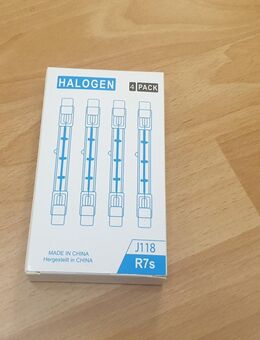 HALOGEN
4 PACK
J118
MADE IN CHINA
Hergestellt in CHINA
R7s